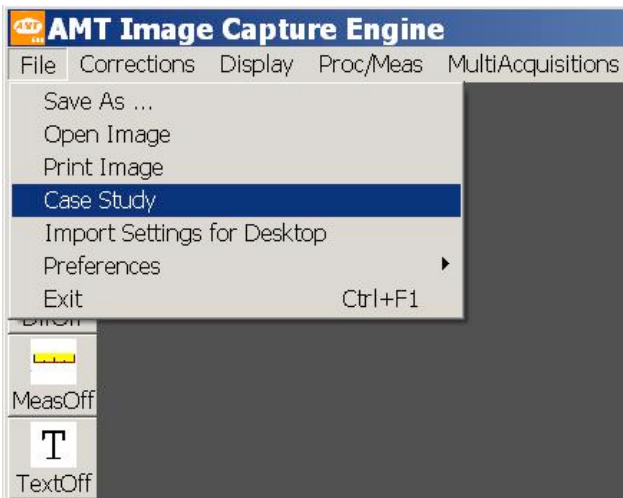 AMT Image Capture Engine
File Corrections Display Proc/Meas MultiAcquisitions
Save As ...
Open Image
Print Image
Case Study
Import Settings for Desktop
Preferences
Exit Ctrl+F1
MeasOff
T
TextOff